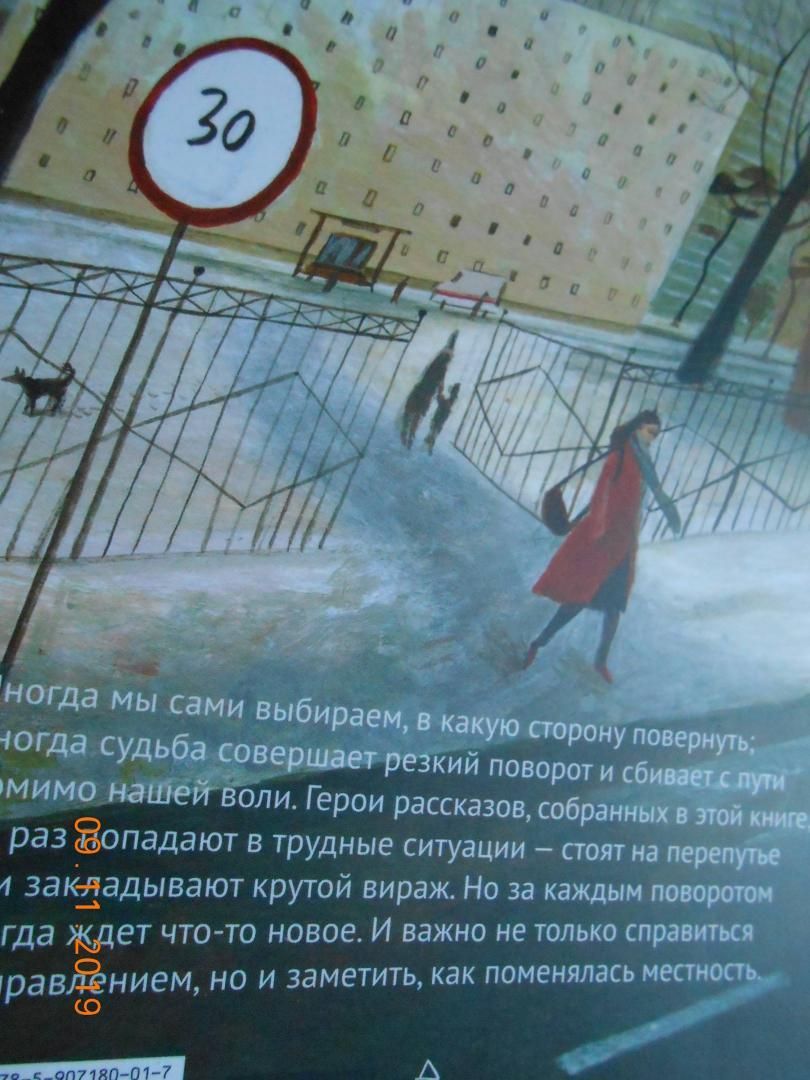 30
ногда мы сами выбираем, в какую сторону повернуть;
ногда судьба совершает резкий поворот и сбивает с пути
омимо нашей воли. Герои рассказов, собранных в этой книге,
раз попадают в трудные ситуации – стоят на перепутье
и закладывают крутой вираж. Но за каждым поворотом
гда ждет что-то новое. И важно не только справиться
правлением, но и заметить, как поменялась местность.
09 11 2019
78-5-907180-01-7